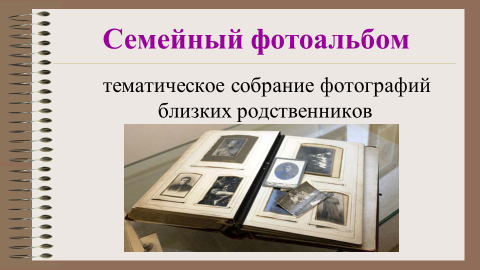 Семейный фотоальбом
тематическое собрание фотографий
близких родственников